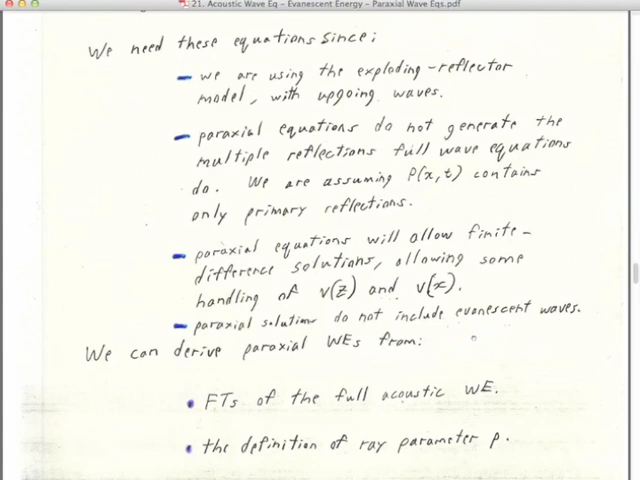 21. Acoustic Wave Eq - Evanescent Energy - Paraxial Wave Eqs.pdf
We need these equations since:
– we are using the exploding-reflector
model, with upgoing waves.
– paraxial equations do not generate the
multiple reflections full wave equations
do. We are assuming P(x,t) contains
only primary reflections.
– paraxial equations will allow finite-
difference solutions, allowing some
handling of v(z) and v(x).
– paraxial solutions do not include evanescent waves.
We can derive paraxial WEs from:
• FTs of the full acoustic WE.
• the definition of ray parameter p.